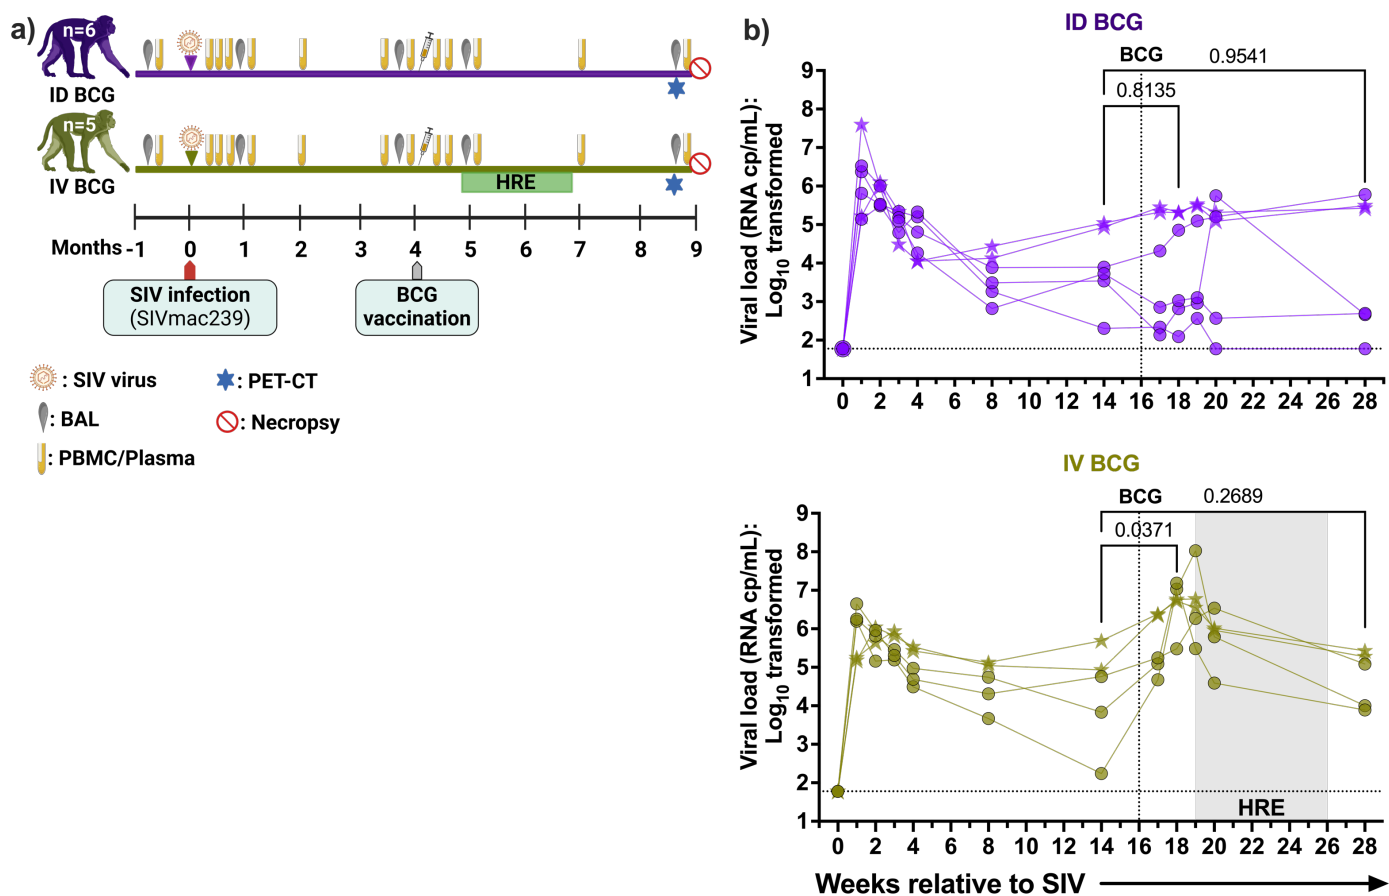 a)
n=6
ID BCG
n=5
IV BCG
HRE
Months -1 0 1 2 3 4 5 6 7 8 9
SIV infection
(SIVmac239)
BCG
vaccination
: SIV virus
: PET-CT
: BAL
: Necropsy
: PBMC/Plasma
b)
ID BCG
BCG
0.9541
0.8135
Viral load (RNA cp/mL):
Log10 transformed
9
8
7
6
5
4
3
2
1
0 2 4 6 8 10 12 14 16 18 20 22 24 26 28
IV BCG
BCG
0.2689
0.0371
Viral load (RNA cp/mL):
Log10 transformed
9
8
7
6
5
4
3
2
1
HRE
0 2 4 6 8 10 12 14 16 18 20 22 24 26 28
Weeks relative to SIV